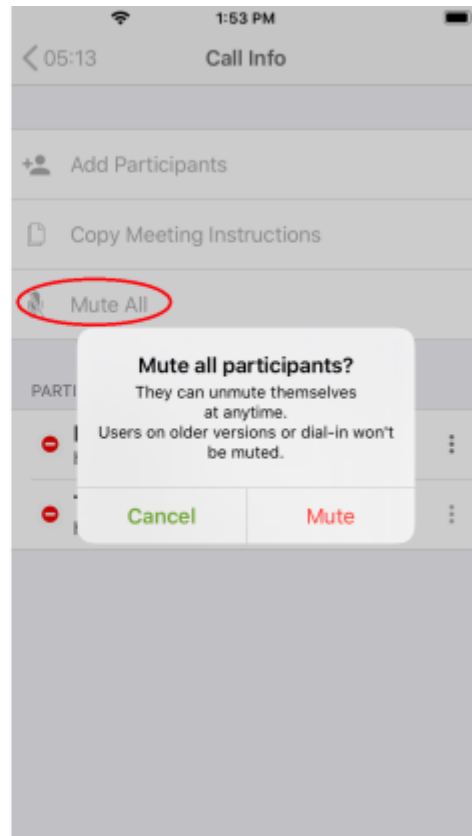 1:53 PM
05:13 Call Info
Add Participants
Copy Meeting Instructions
Mute All
Mute all participants?
They can unmute themselves
at anytime.
Users on older versions or dial-in won't
be muted.
PARTI
Cancel Mute